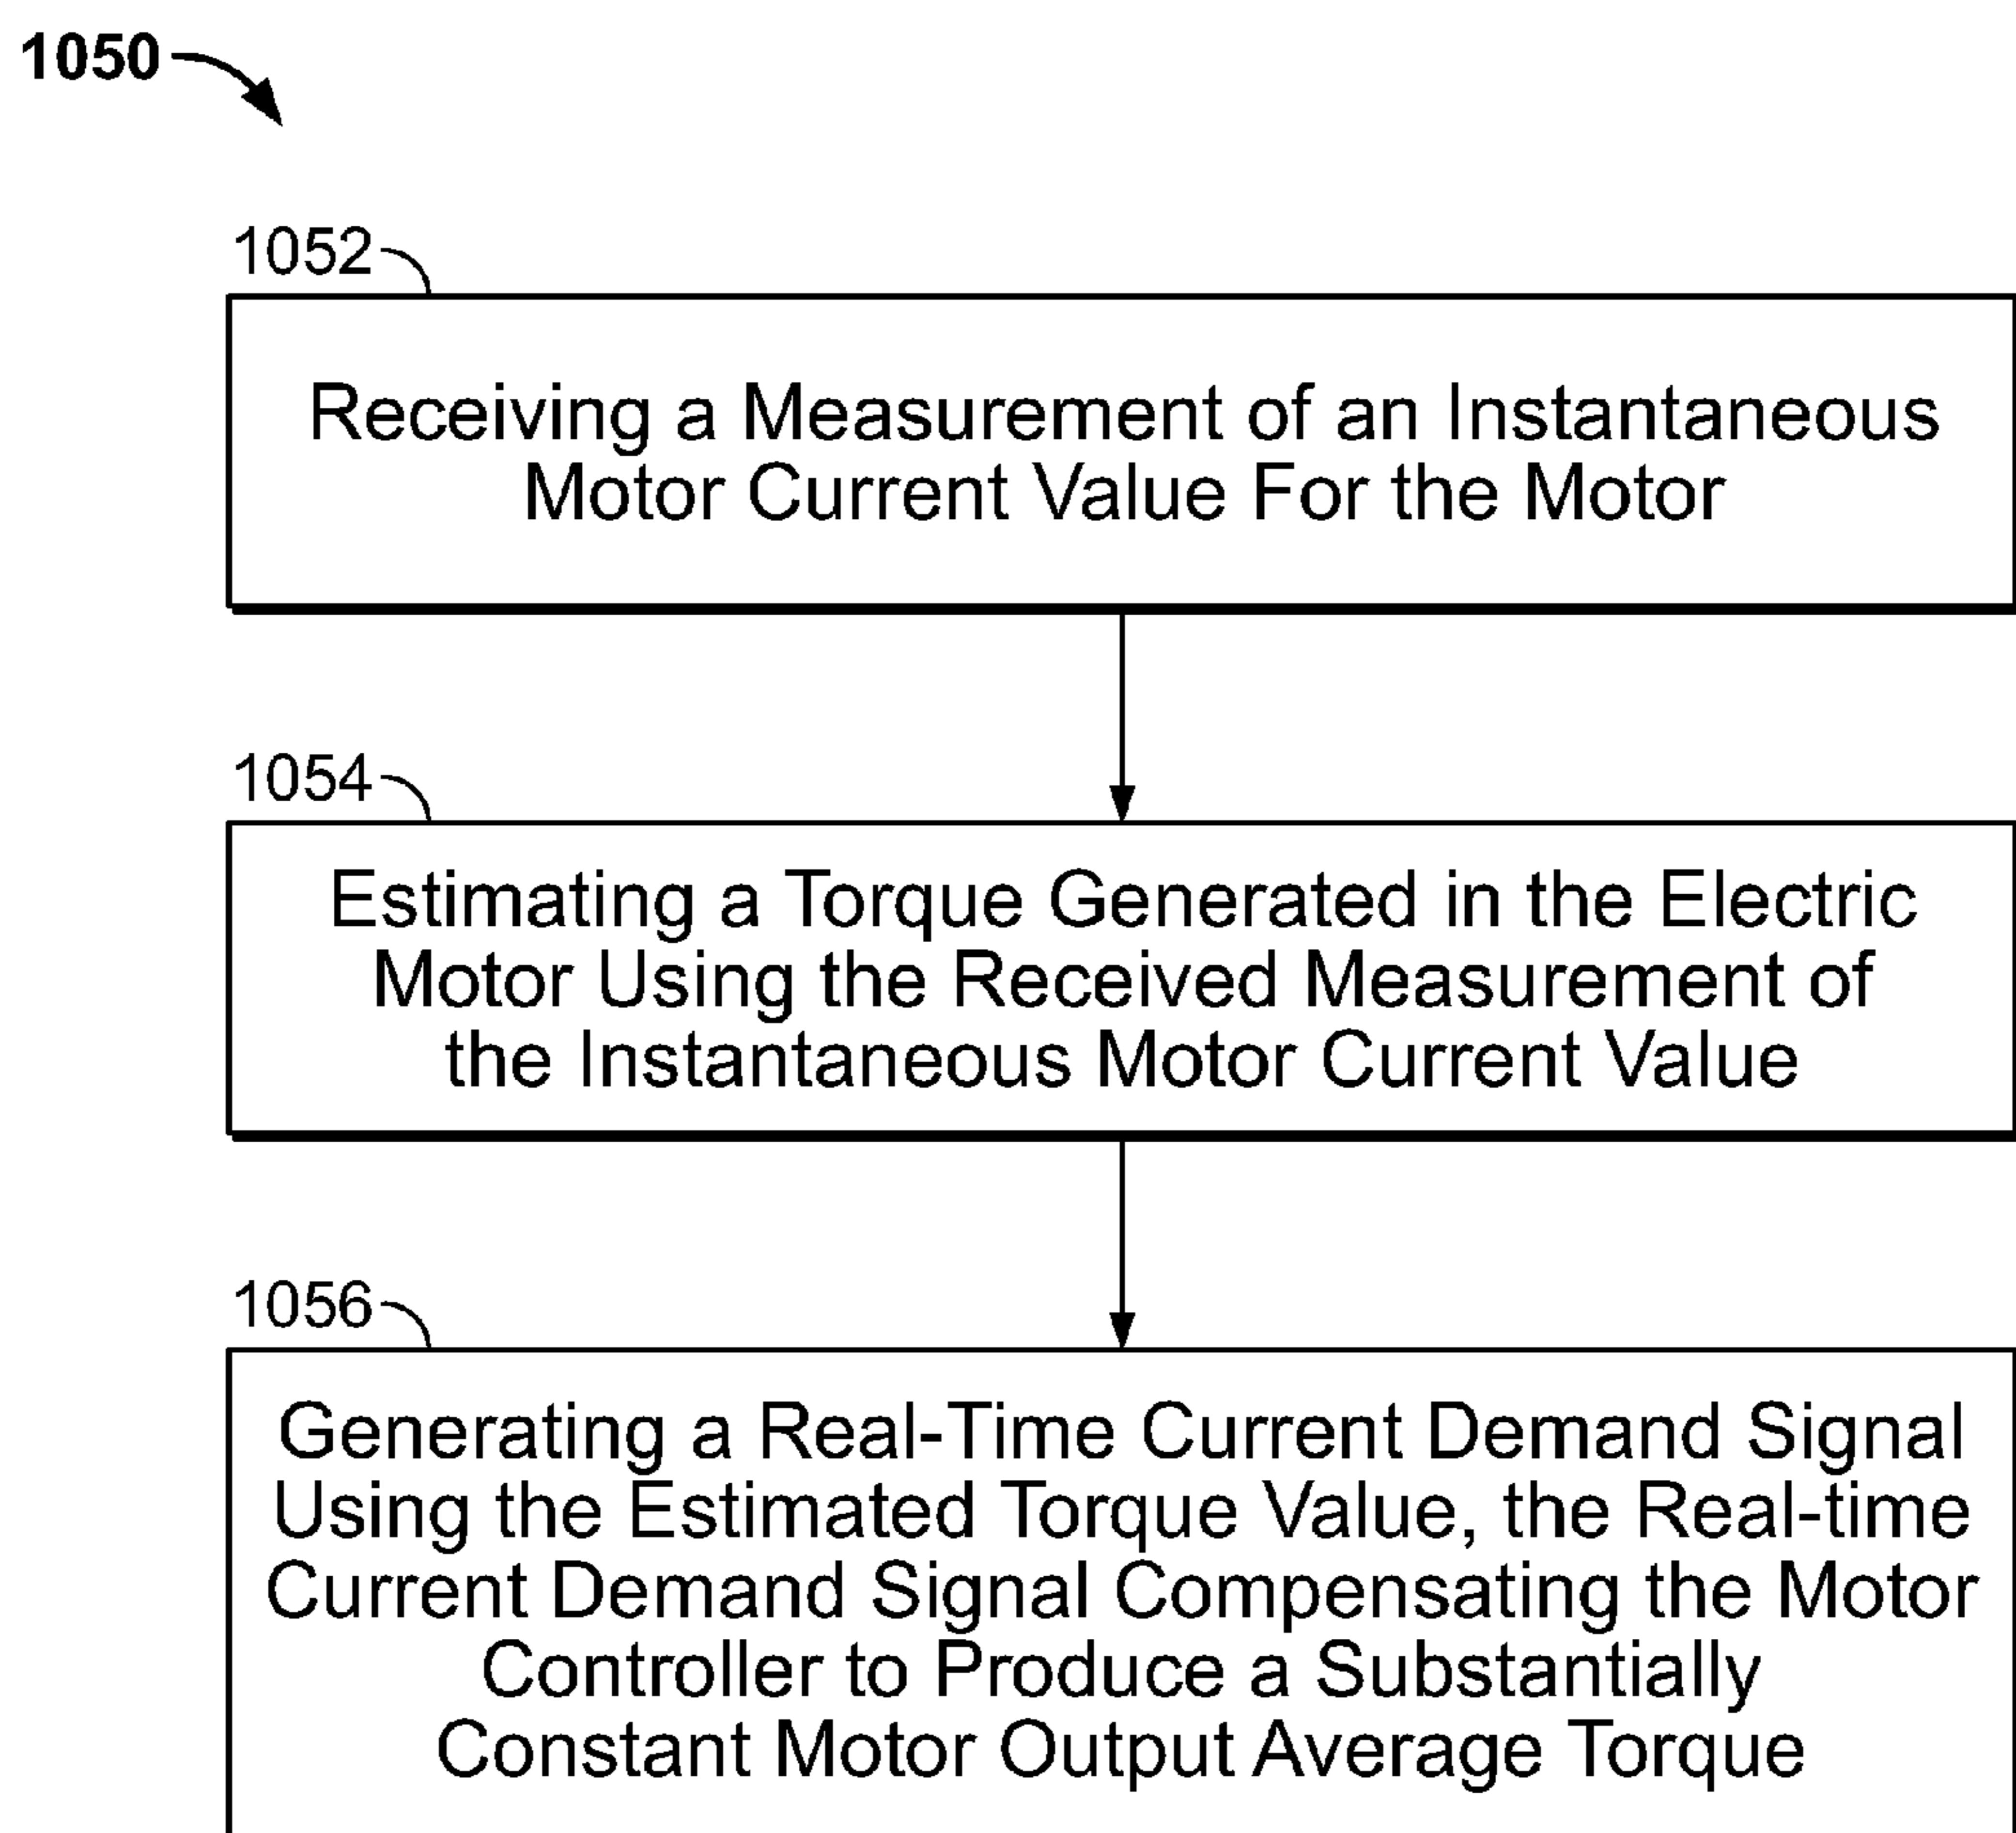 1050
1052
Receiving a Measurement of an Instantaneous
Motor Current Value For the Motor
1054
Estimating a Torque Generated in the Electric
Motor Using the Received Measurement of
the Instantaneous Motor Current Value
1056
Generating a Real-Time Current Demand Signal
Using the Estimated Torque Value, the Real-time
Current Demand Signal Compensating the Motor
Controller to Produce a Substantially
Constant Motor Output Average Torque